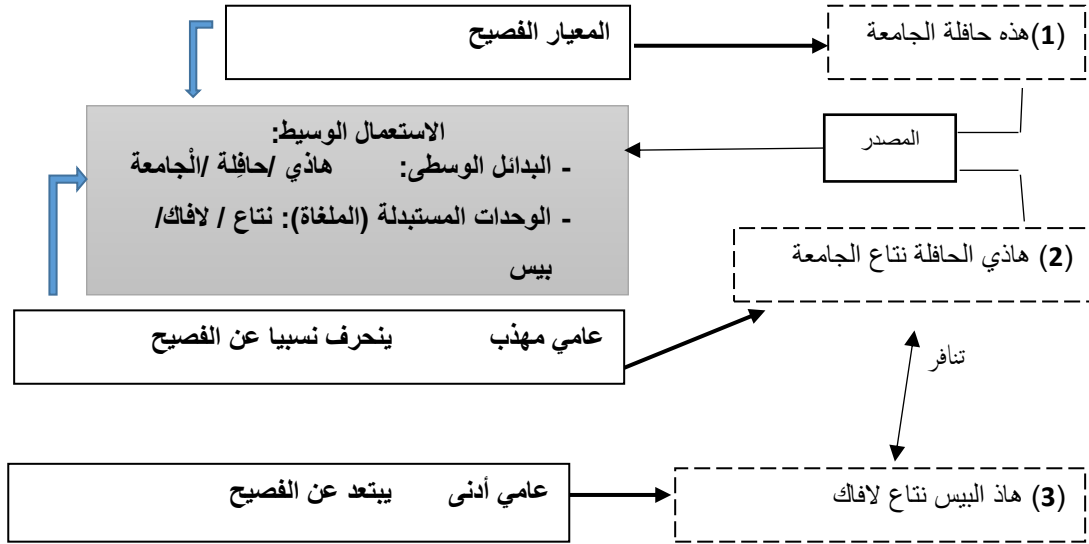 (1)هذه حافلة الجامعة
المعيار الفصيح
المصدر
الاستعمال الوسيط:
- البدائل الوسطى: هاذي /حافِلة /الْجامعة
- الوحدات المستبدلة (الملغاة): نتاع / لافاك/
بيس
(2) هاذي الحافلة نتاع الجامعة
عامي مهذب ينحرف نسبيا عن الفصيح
تنافر
(3) هاذ البيس نتاع لافاك
عامي أدنى يبتعد عن الفصيح